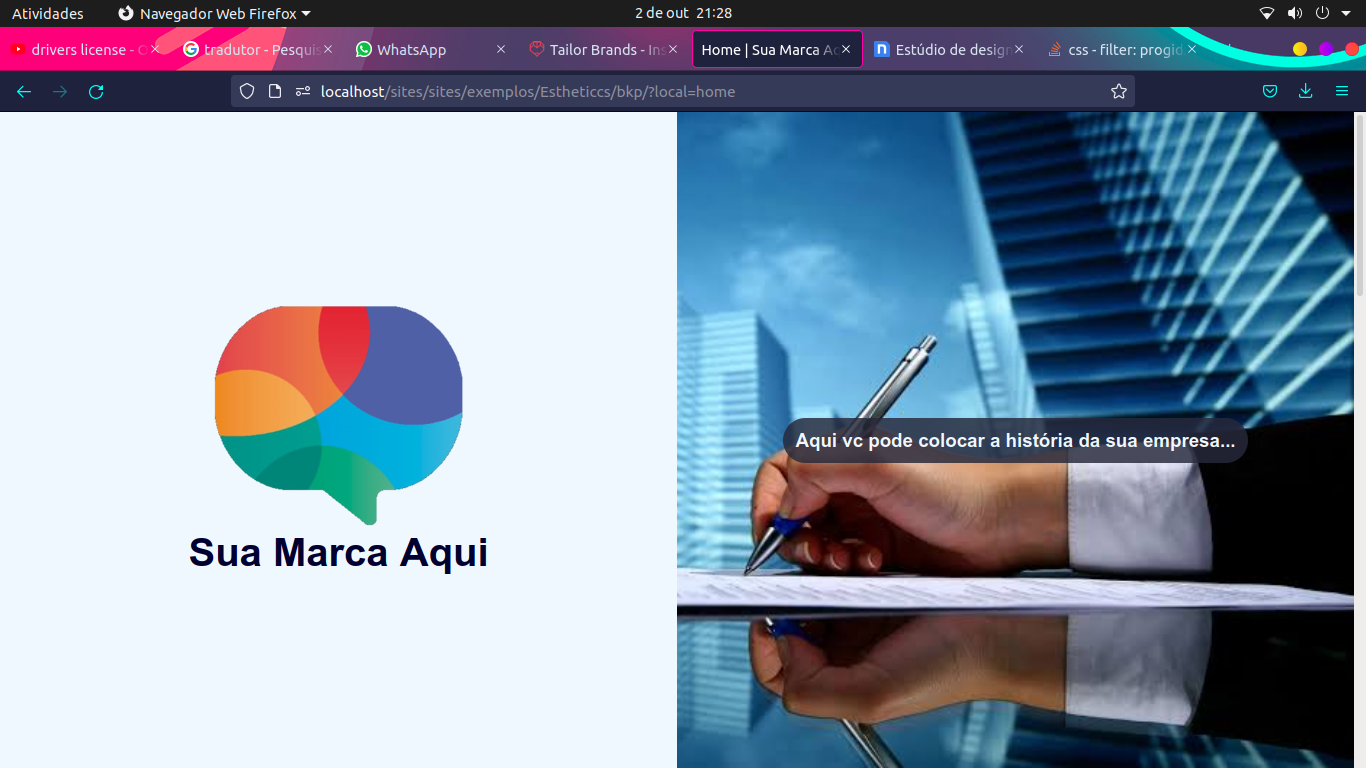 Atividades
Navegador Web Firefox
2 de out 21:28
drivers license -
tradutor - Pesquis
WhatsApp
Tailor Brands - Ins
Home | Sua Marca Aq
Estúdio de design
css - filter: progid
localhost/sites/sites/exemplos/Estheticcs/bkp/?local=home
Sua Marca Aqui
Aqui vc pode colocar a história da sua empresa...